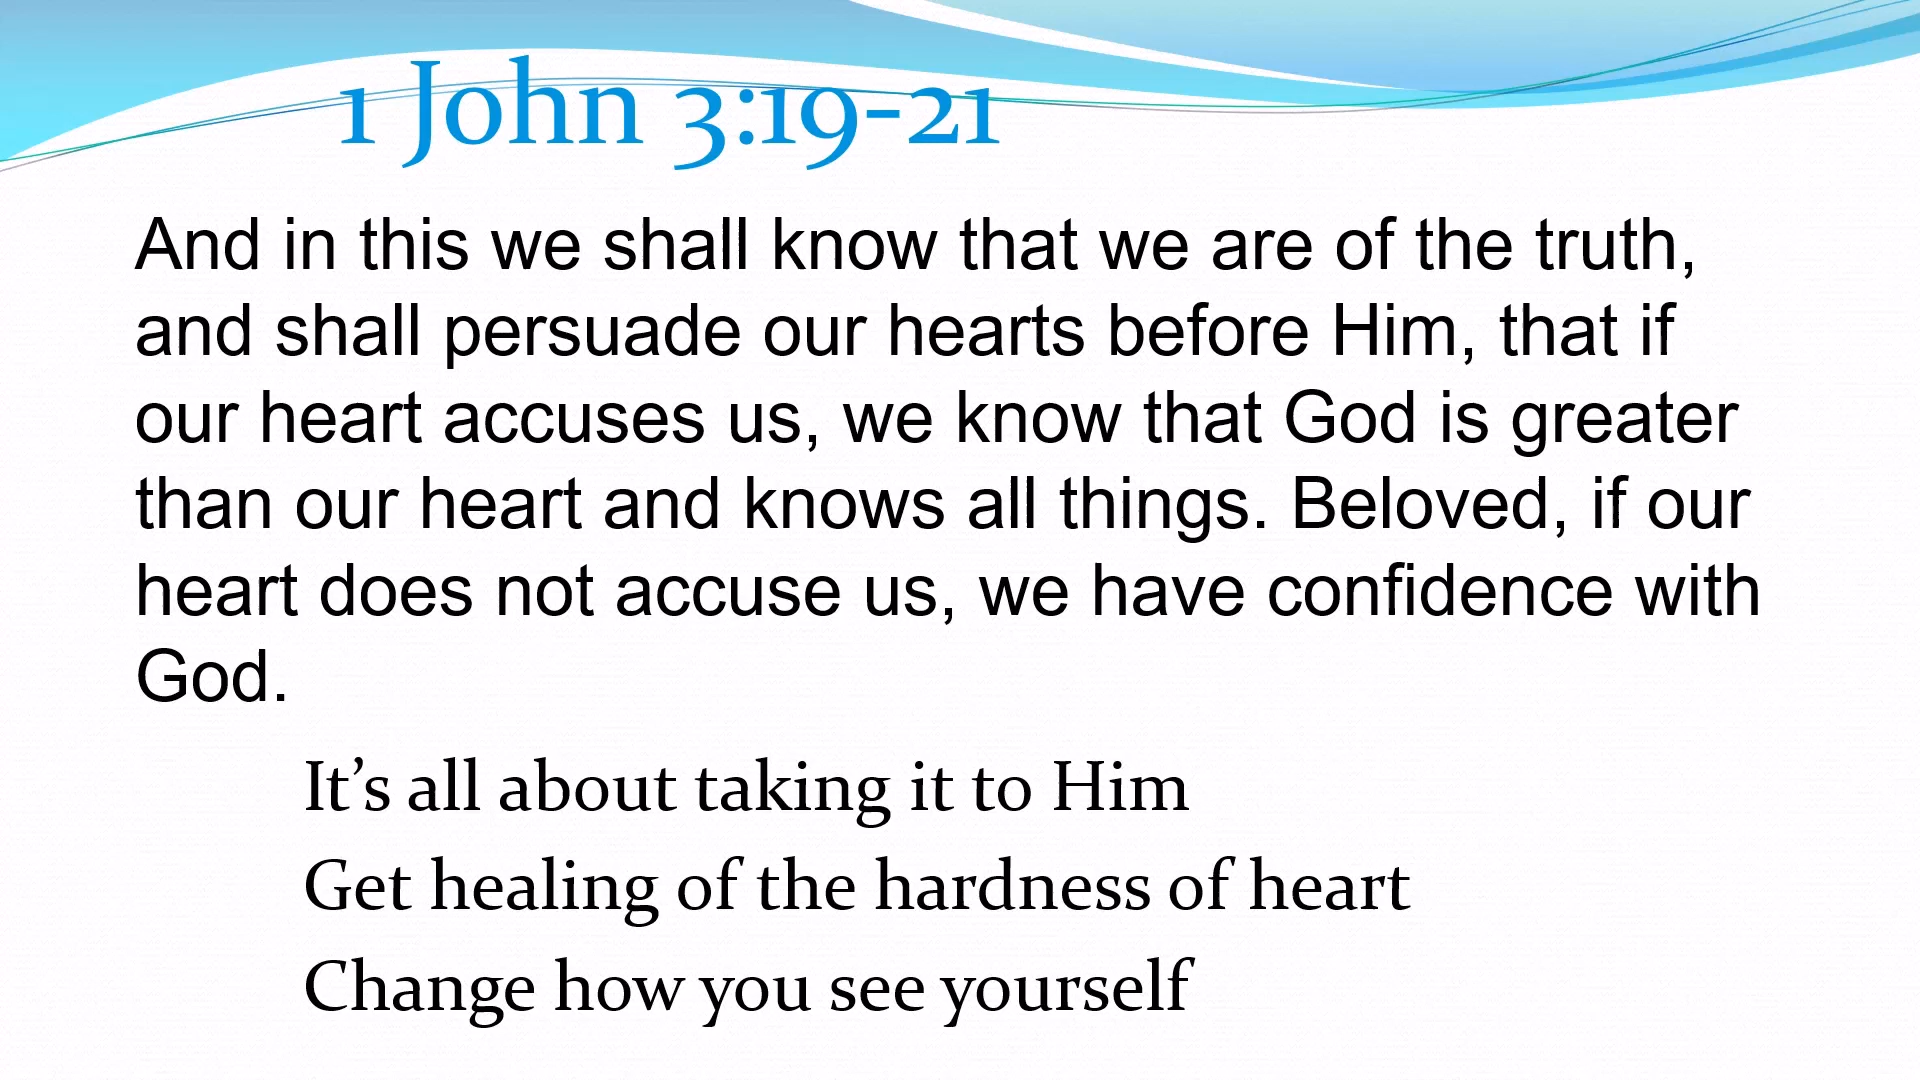 1 John 3:19-21
And in this we shall know that we are of the truth,
and shall persuade our hearts before Him, that if
our heart accuses us, we know that God is greater
than our heart and knows all things. Beloved, if our
heart does not accuse us, we have confidence with
God.
It’s all about taking it to Him
Get healing of the hardness of heart
Change how you see yourself